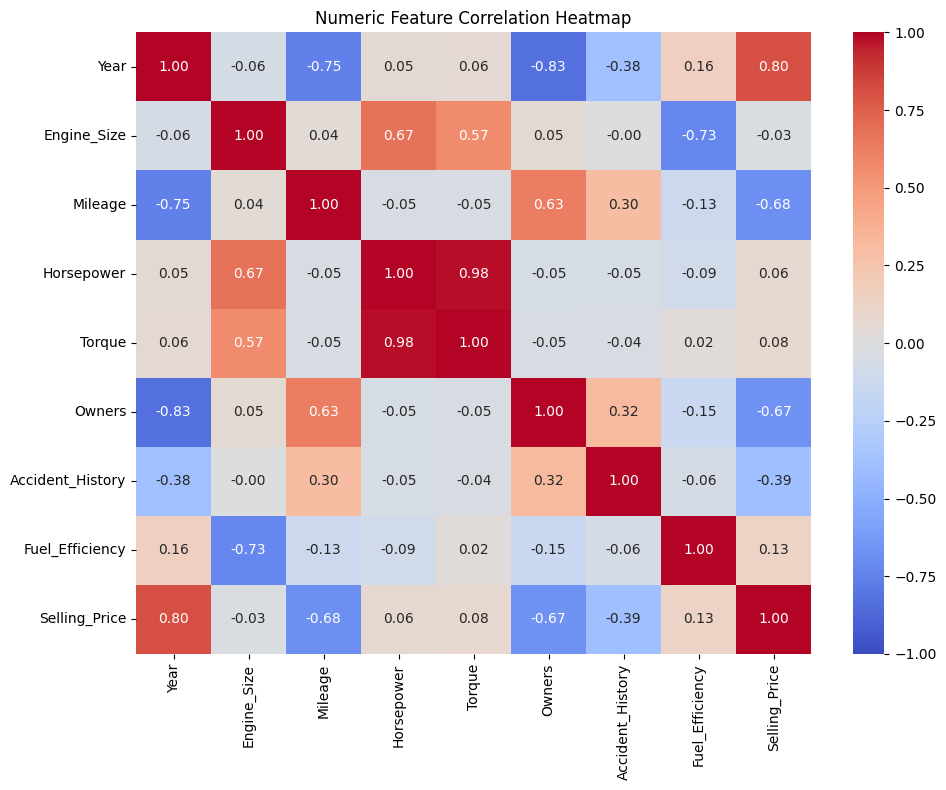 Numeric Feature Correlation Heatmap
Year 1.00 -0.06 -0.75 0.05 0.06 -0.83 -0.38 0.16 0.80
Engine_Size -0.06 1.00 0.04 0.67 0.57 0.05 -0.00 -0.73 -0.03
Mileage -0.75 0.04 1.00 -0.05 -0.05 0.63 0.30 -0.13 -0.68
Horsepower 0.05 0.67 -0.05 1.00 0.98 -0.05 -0.05 -0.09 0.06
Torque 0.06 0.57 -0.05 0.98 1.00 -0.05 -0.04 0.02 0.08
Owners -0.83 0.05 0.63 -0.05 -0.05 1.00 0.32 -0.15 -0.67
Accident_History -0.38 -0.00 0.30 -0.05 -0.04 0.32 1.00 -0.06 -0.39
Fuel_Efficiency 0.16 -0.73 -0.13 -0.09 0.02 -0.15 -0.06 1.00 0.13
Selling_Price 0.80 -0.03 -0.68 0.06 0.08 -0.67 -0.39 0.13 1.00
Year Engine_Size Mileage Horsepower Torque Owners Accident_History Fuel_Efficiency Selling_Price
1.00
0.75
0.50
0.25
0.00
−0.25
−0.50
−0.75
−1.00